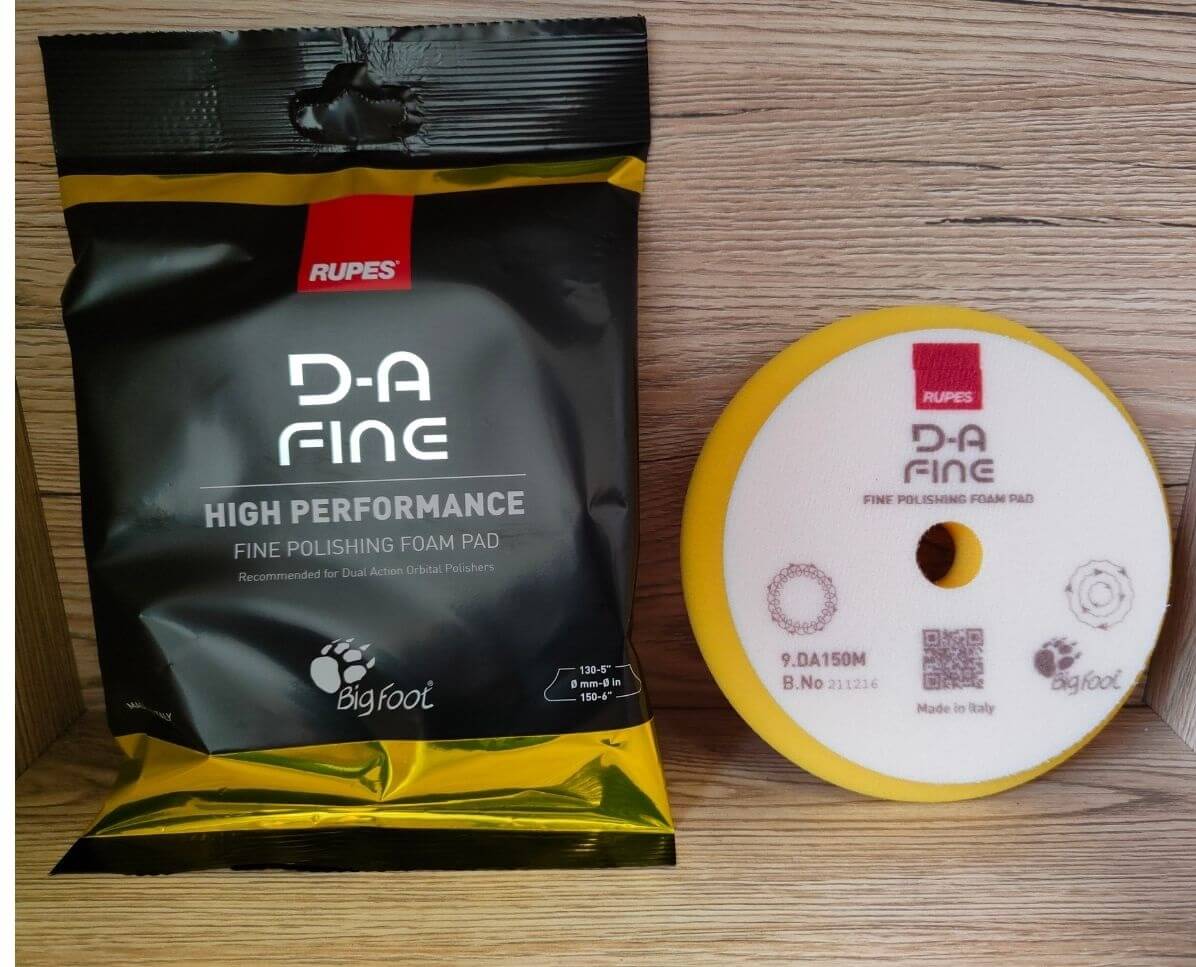 RUPES®
D-A
FINE
HIGH PERFORMANCE
FINE POLISHING FOAM PAD
Recommended for Dual Action Orbital Polishers
BigFoot®
130-5"
Ø mm-Ø in
150-6"
RUPES
D-A
FINE
FINE POLISHING FOAM PAD
9.DA150M
B.No 211216
Made in Italy
BigFoot